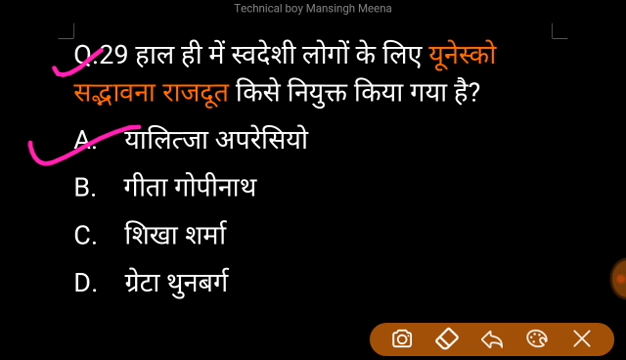 Technical boy Mansingh Meena
Q.29 हाल ही में स्वदेशी लोगों के लिए यूनेस्को
सद्भावना राजदूत किसे नियुक्त किया गया है?
A. यालित्जा अपरेसियो
B. गीता गोपीनाथ
C. शिखा शर्मा
D. ग्रेटा थुनबर्ग